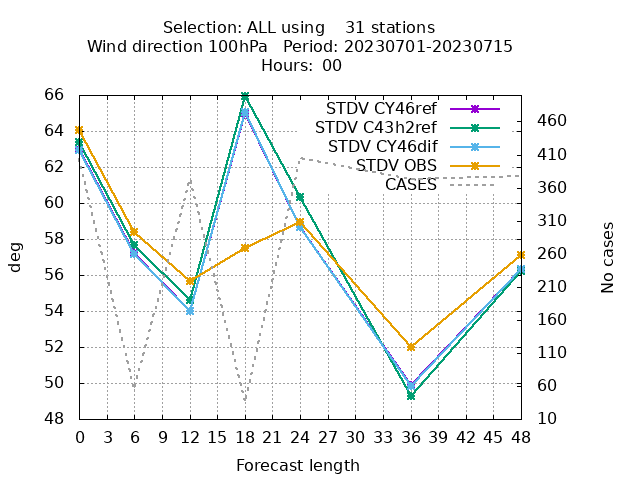 Selection: ALL using    31 stations
Wind direction 100hPa   Period: 20230701-20230715
Hours: 00
66
64
62
60
58
56
54
52
50
48
deg
STDV CY46ref
STDV C43h2ref
STDV CY46dif
STDV OBS
CASES
460
410
360
310
260
210
160
110
60
10
No cases
0 3 6 9 12 15 18 21 24 27 30 33 36 39 42 45 48
Forecast length